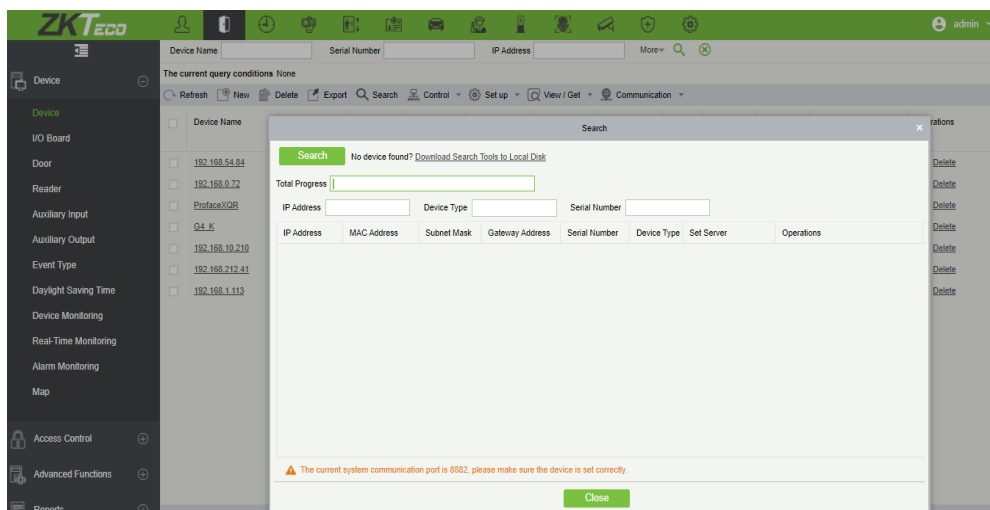 ZKTECO
admin
Device Name Serial Number IP Address More
The current query conditions None
Refresh New Delete Export Search Control Set up View / Get Communication
Device
Device
I/O Board
Door
Reader
Auxiliary Input
Auxiliary Output
Event Type
Daylight Saving Time
Device Monitoring
Real-Time Monitoring
Alarm Monitoring
Map
Access Control
Advanced Functions
Reports
Device Name
rations
192.168.54.84 Delete
192.168.0.72 Delete
ProfaceXQR Delete
G4_K Delete
192.168.10.210 Delete
192.168.212.41 Delete
192.168.1.113 Delete
Search
Search No device found? Download Search Tools to Local Disk
Total Progress
IP Address Device Type Serial Number
IP Address MAC Address Subnet Mask Gateway Address Serial Number Device Type Set Server Operations
The current system communication port is 8882, please make sure the device is set correctly.
Close